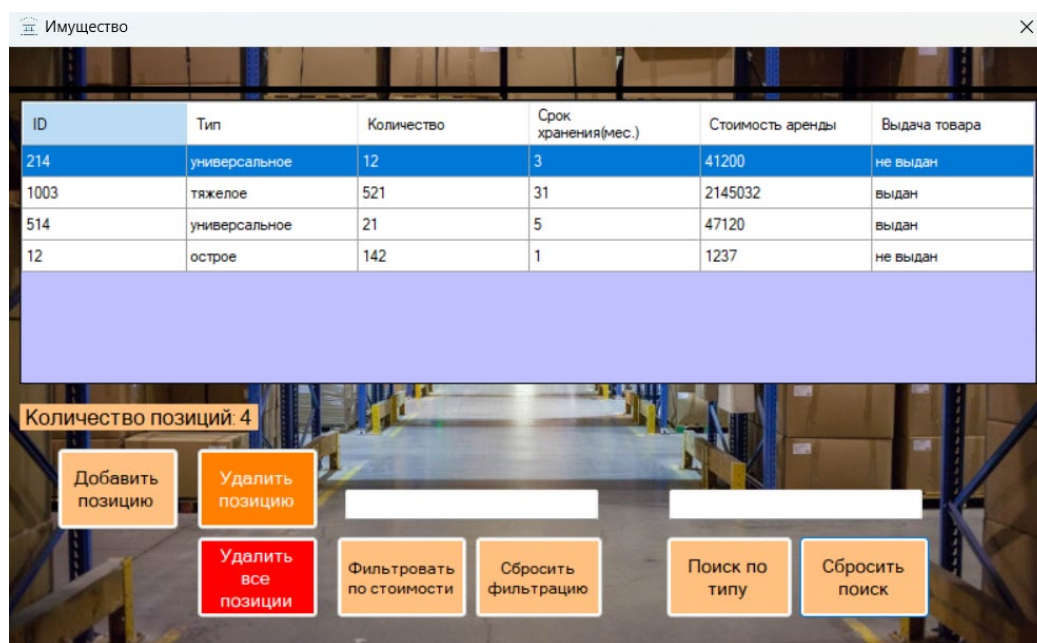 Имущество
ID Тип Количество Срок хранения(мес.) Стоимость аренды Выдача товара
214 универсальное 12 3 41200 не выдан
1003 тяжелое 521 31 2145032 выдан
514 универсальное 21 5 47120 выдан
12 острое 142 1 1237 не выдан
Количество позиций: 4
Добавить
позицию
Удалить
позицию
Удалить
все
позиции
Фильтровать
по стоимости
Сбросить
фильтрацию
Поиск по
типу
Сбросить
поиск